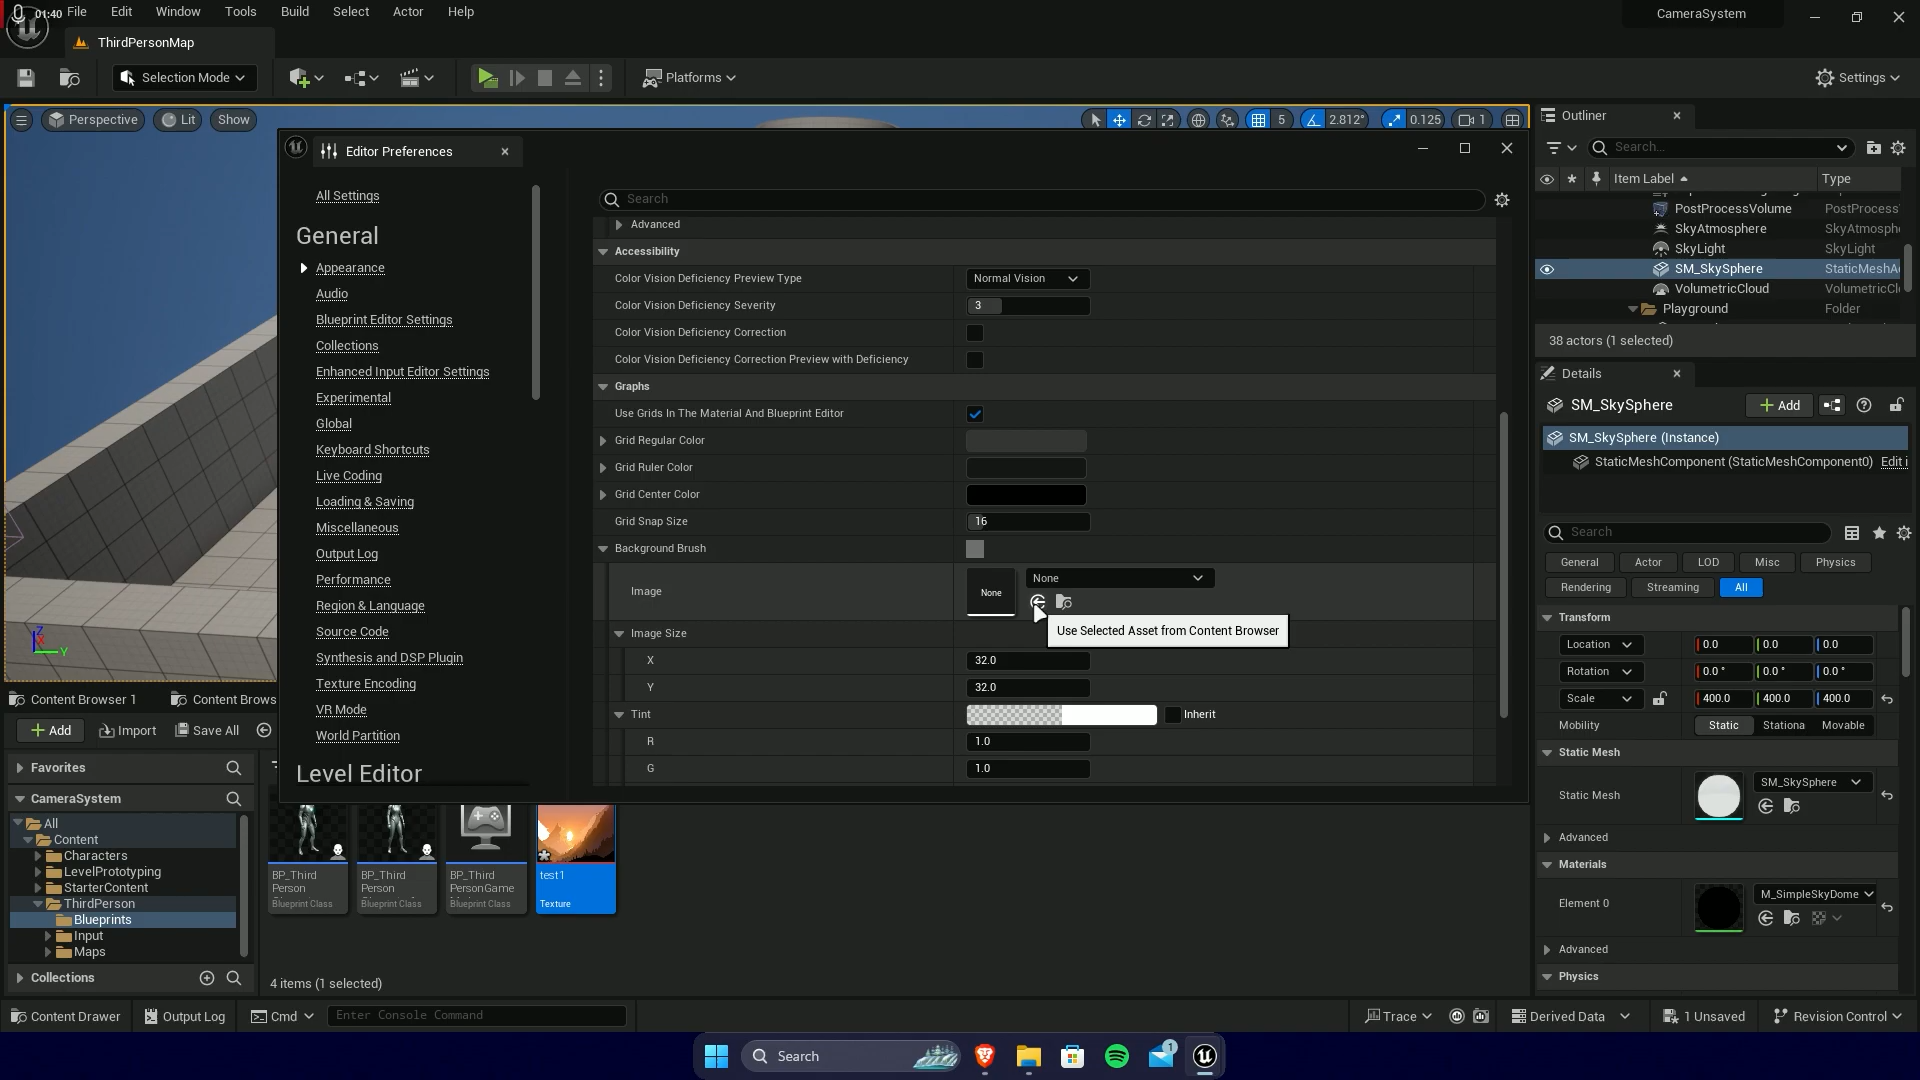 01:40
File Edit Window Tools Build Select Actor Help
CameraSystem
ThirdPersonMap
Selection Mode
Platforms
Settings
Perspective Lit Show
5 2.812° 0.125 1
Editor Preferences
All Settings
General
Appearance
Audio
Blueprint Editor Settings
Collections
Enhanced Input Editor Settings
Experimental
Global
Keyboard Shortcuts
Live Coding
Loading & Saving
Miscellaneous
Output Log
Performance
Region & Language
Source Code
Synthesis and DSP Plugin
Texture Encoding
VR Mode
World Partition
Level Editor
Search
Advanced
Accessibility
Color Vision Deficiency Preview Type Normal Vision
Color Vision Deficiency Severity 3
Color Vision Deficiency Correction
Color Vision Deficiency Correction Preview with Deficiency
Graphs
Use Grids In The Material And Blueprint Editor
Grid Regular Color
Grid Ruler Color
Grid Center Color
Grid Snap Size 16
Background Brush
Image None None
Use Selected Asset from Content Browser
Image Size
X 32.0
Y 32.0
Tint Inherit
R 1.0
G 1.0
Outliner
Search...
Item Label Type
PostProcessVolume PostProcess
SkyAtmosphere SkyAtmosph
SkyLight SkyLight
SM_SkySphere StaticMeshA
VolumetricCloud VolumetricCl
Playground Folder
38 actors (1 selected)
Details
SM_SkySphere Add
SM_SkySphere (Instance)
StaticMeshComponent (StaticMeshComponent0) Edit i
Search
General Actor LOD Misc Physics
Rendering Streaming All
Transform
Location 0.0 0.0 0.0
Rotation 0.0 ° 0.0 ° 0.0 °
Scale 400.0 400.0 400.0
Mobility Static Stationa Movable
Static Mesh
Static Mesh SM_SkySphere
Advanced
Materials
Element 0 M_SimpleSkyDome
Advanced
Physics
Content Browser 1 Content Brows
Add Import Save All
Favorites
CameraSystem
All
Content
Characters
LevelPrototyping
StarterContent
ThirdPerson
Blueprints
Input
Maps
Collections
BP_Third
Person
Blueprint Class
BP_Third
Person
Blueprint Class
BP_Third
PersonGame
Blueprint Class
test1
Texture
4 items (1 selected)
Content Drawer Output Log Cmd Enter Console Command
Trace Derived Data 1 Unsaved Revision Control
Search
1